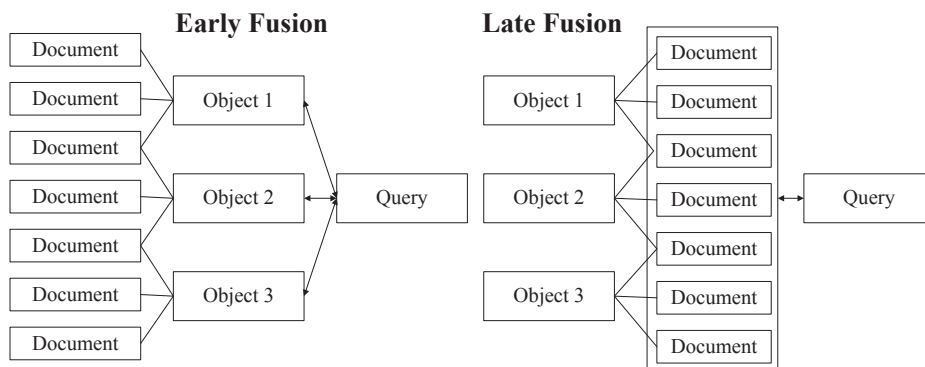 Early Fusion
Document
Document
Document
Document
Document
Document
Document
Object 1
Object 2
Object 3
Query
Late Fusion
Object 1
Object 2
Object 3
Document
Document
Document
Document
Document
Document
Document
Query